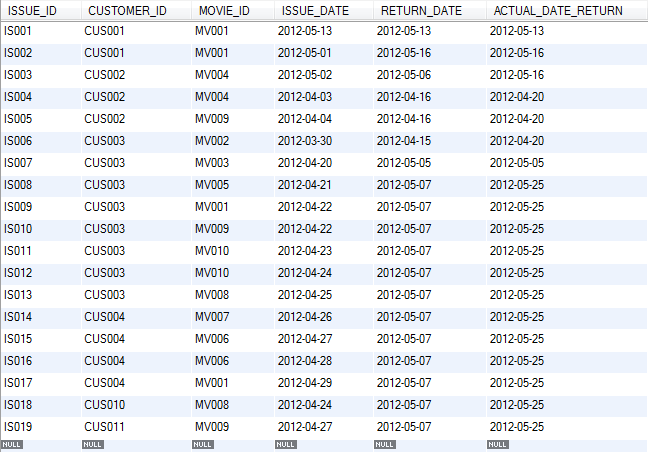 ISSUE_ID CUSTOMER_ID MOVIE_ID ISSUE_DATE RETURN_DATE ACTUAL_DATE_RETURN
IS001 CUS001 MV001 2012-05-13 2012-05-13 2012-05-13
IS002 CUS001 MV001 2012-05-01 2012-05-16 2012-05-16
IS003 CUS002 MV004 2012-05-02 2012-05-06 2012-05-16
IS004 CUS002 MV004 2012-04-03 2012-04-16 2012-04-20
IS005 CUS002 MV009 2012-04-04 2012-04-16 2012-04-20
IS006 CUS003 MV002 2012-03-30 2012-04-15 2012-04-20
IS007 CUS003 MV003 2012-04-20 2012-05-05 2012-05-05
IS008 CUS003 MV005 2012-04-21 2012-05-07 2012-05-25
IS009 CUS003 MV001 2012-04-22 2012-05-07 2012-05-25
IS010 CUS003 MV009 2012-04-22 2012-05-07 2012-05-25
IS011 CUS003 MV010 2012-04-23 2012-05-07 2012-05-25
IS012 CUS003 MV010 2012-04-24 2012-05-07 2012-05-25
IS013 CUS003 MV008 2012-04-25 2012-05-07 2012-05-25
IS014 CUS004 MV007 2012-04-26 2012-05-07 2012-05-25
IS015 CUS004 MV006 2012-04-27 2012-05-07 2012-05-25
IS016 CUS004 MV006 2012-04-28 2012-05-07 2012-05-25
IS017 CUS004 MV001 2012-04-29 2012-05-07 2012-05-25
IS018 CUS010 MV008 2012-04-24 2012-05-07 2012-05-25
IS019 CUS011 MV009 2012-04-27 2012-05-07 2012-05-25
NULL NULL NULL NULL NULL NULL